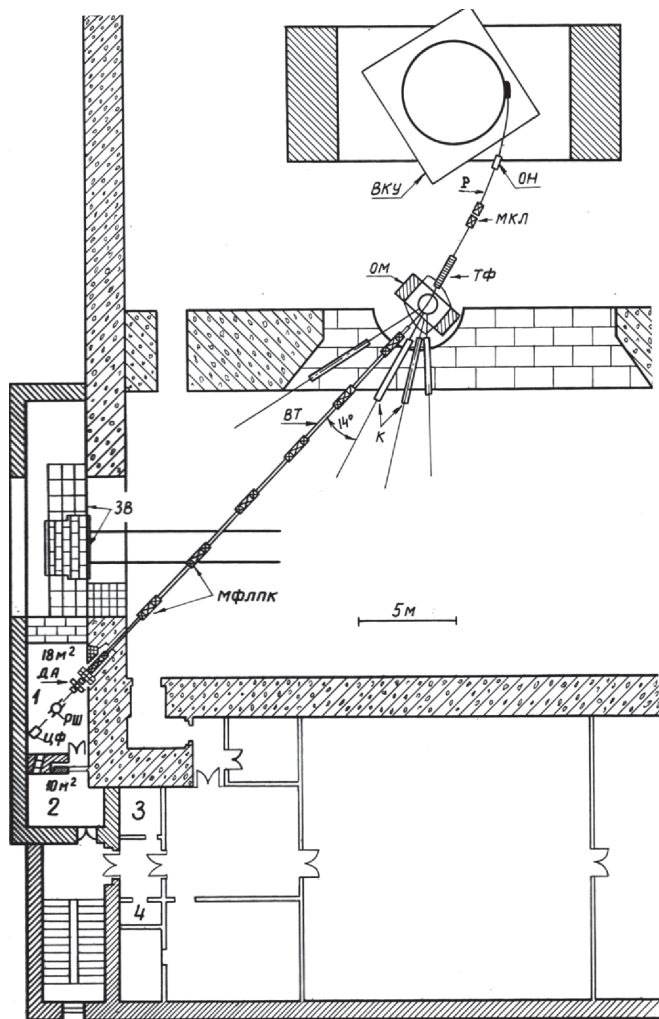 ВКУ
ОН
Р
МКЛ
ОМ
ТФ
ВТ
14°
К
ЗВ
МФЛПК
5м
18м²
ДА
1
РШ
ЦФ
10м²
2
3
4